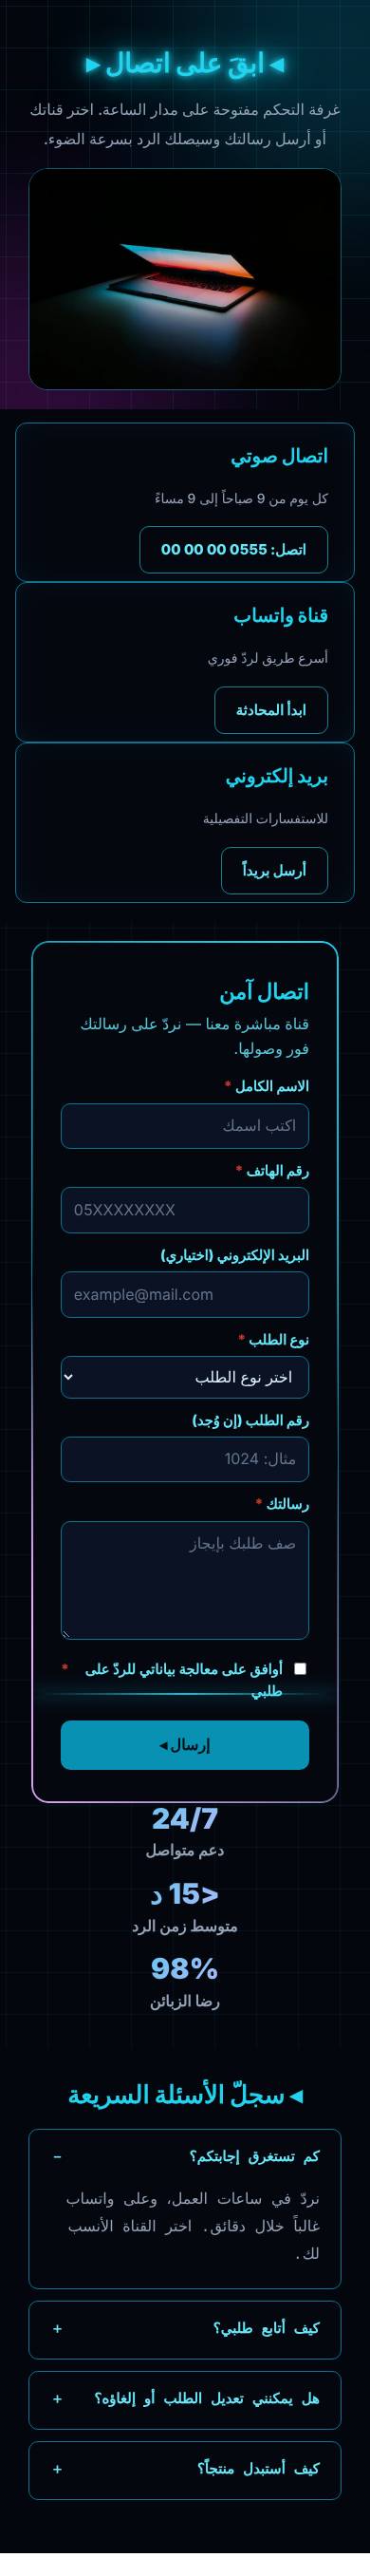 ◂ ابقَ على اتصال ▸
غرفة التحكم مفتوحة على مدار الساعة. اختر قناتك
أو أرسل رسالتك وسيصلك الرد بسرعة الضوء.
اتصال صوتي
كل يوم من 9 صباحاً إلى 9 مساءً
اتصل: 0555 00 00 00
قناة واتساب
أسرع طريق لردّ فوري
ابدأ المحادثة
بريد إلكتروني
للاستفسارات التفصيلية
أرسل بريداً
اتصال آمن
قناة مباشرة معنا — نردّ على رسالتك
فور وصولها.
الاسم الكامل *
اكتب اسمك
رقم الهاتف *
05XXXXXXXX
البريد الإلكتروني (اختياري)
example@mail.com
نوع الطلب *
اختر نوع الطلب
رقم الطلب (إن وُجد)
مثال: 1024
رسالتك *
صف طلبك بإيجاز
أوافق على معالجة بياناتي للردّ على *
طلبي
إرسال ◂
24/7
دعم متواصل
<15 د
متوسط زمن الرد
98%
رضا الزبائن
◂ سجلّ الأسئلة السريعة
كم تستغرق إجابتكم؟ −
نردّ في ساعات العمل، وعلى واتساب
غالباً خلال دقائق. اختر القناة الأنسب
لك.
كيف أتابع طلبي؟ +
هل يمكنني تعديل الطلب أو إلغاؤه؟ +
كيف أستبدل منتجاً؟ +